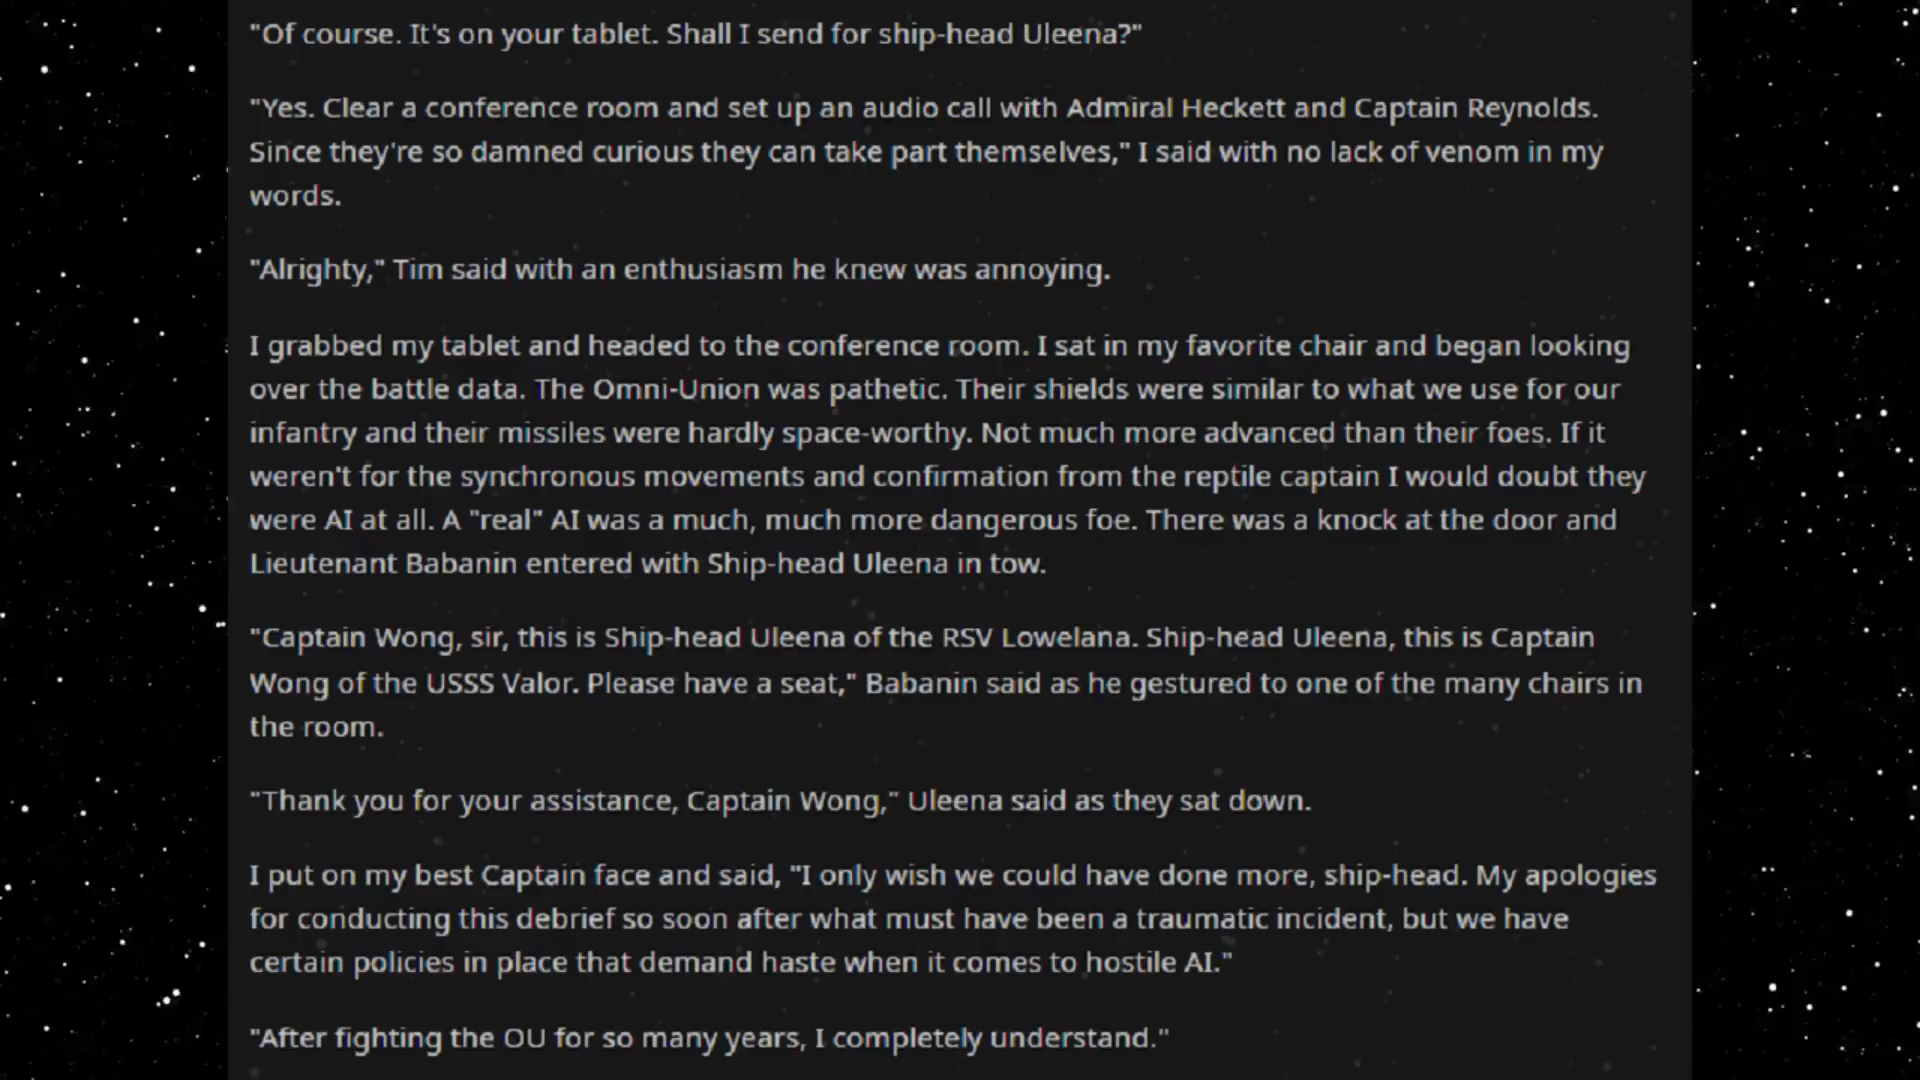 "Of course. It's on your tablet. Shall I send for ship-head Uleena?"
"Yes. Clear a conference room and set up an audio call with Admiral Heckett and Captain Reynolds.
Since they're so damned curious they can take part themselves," I said with no lack of venom in my
words.
"Alrighty," Tim said with an enthusiasm he knew was annoying.
I grabbed my tablet and headed to the conference room. I sat in my favorite chair and began looking
over the battle data. The Omni-Union was pathetic. Their shields were similar to what we use for our
infantry and their missiles were hardly space-worthy. Not much more advanced than their foes. If it
weren't for the synchronous movements and confirmation from the reptile captain I would doubt they
were AI at all. A "real" AI was a much, much more dangerous foe. There was a knock at the door and
Lieutenant Babanin entered with Ship-head Uleena in tow.
"Captain Wong, sir, this is Ship-head Uleena of the RSV Lowelana. Ship-head Uleena, this is Captain
Wong of the USSS Valor. Please have a seat," Babanin said as he gestured to one of the many chairs in
the room.
"Thank you for your assistance, Captain Wong," Uleena said as they sat down.
I put on my best Captain face and said, "I only wish we could have done more, ship-head. My apologies
for conducting this debrief so soon after what must have been a traumatic incident, but we have
certain policies in place that demand haste when it comes to hostile AI."
"After fighting the OU for so many years, I completely understand."